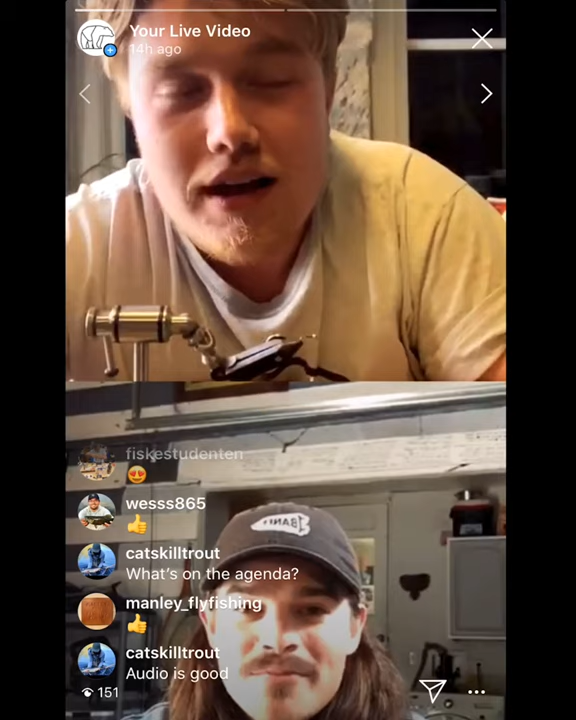 Your Live Video
14h ago
fiskestudenten
wesss865
catskilltrout
What's on the agenda?
manley_flyfishing
catskilltrout
Audio is good
151